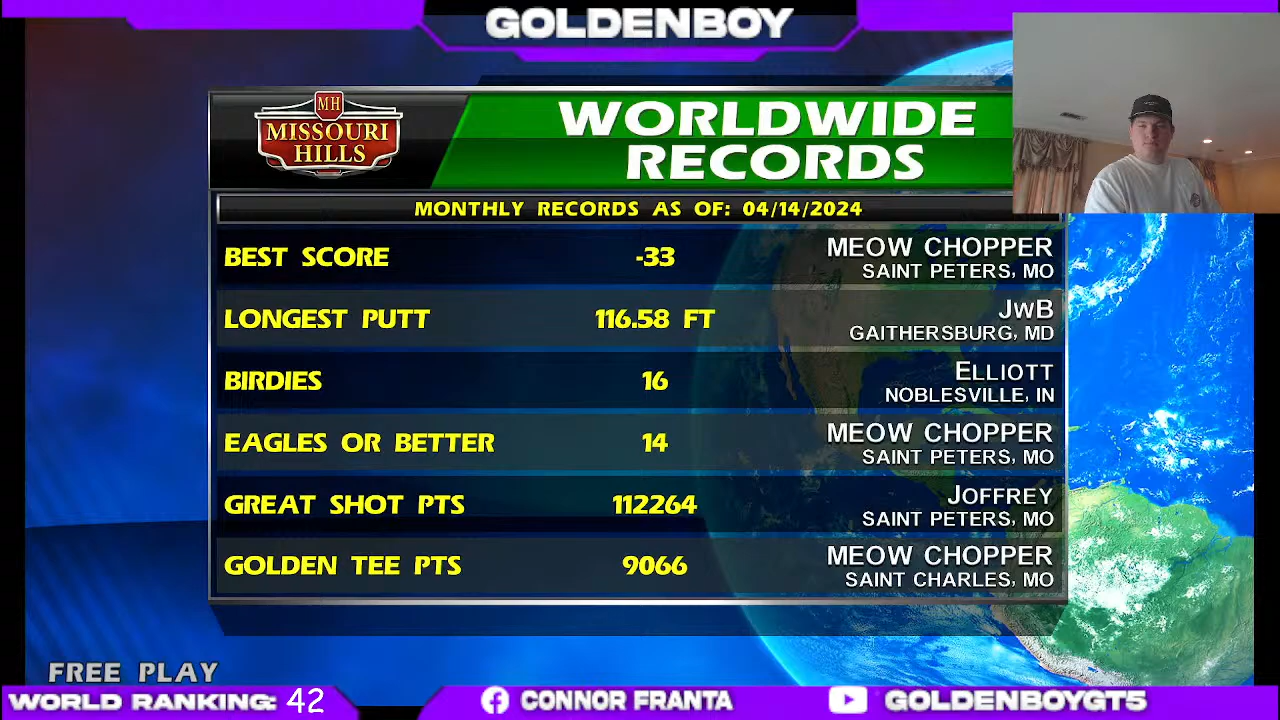 GOLDENBOY
MH
MISSOURI
HILLS
WORLDWIDE
RECORDS
MONTHLY RECORDS AS OF: 04/14/2024
BEST SCORE -33 MEOW CHOPPER
SAINT PETERS, MO
LONGEST PUTT 116.58 FT JwB
GAITHERSBURG, MD
BIRDIES 16 ELLIOTT
NOBLESVILLE, IN
EAGLES OR BETTER 14 MEOW CHOPPER
SAINT PETERS, MO
GREAT SHOT PTS 112264 JOFFREY
SAINT PETERS, MO
GOLDEN TEE PTS 9066 MEOW CHOPPER
SAINT CHARLES, MO
FREE PLAY
WORLD RANKING: 42 CONNOR FRANTA GOLDENBOYGT5